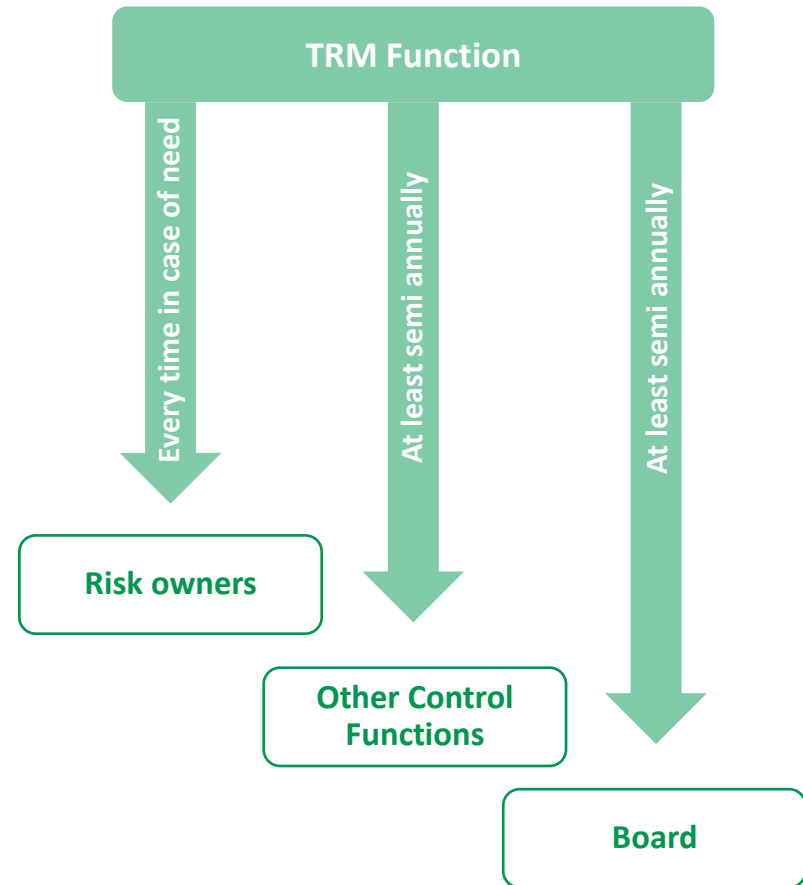 TRM Function
Every time in case of need
At least semi annually
At least semi annually
Risk owners
Other Control
Functions
Board